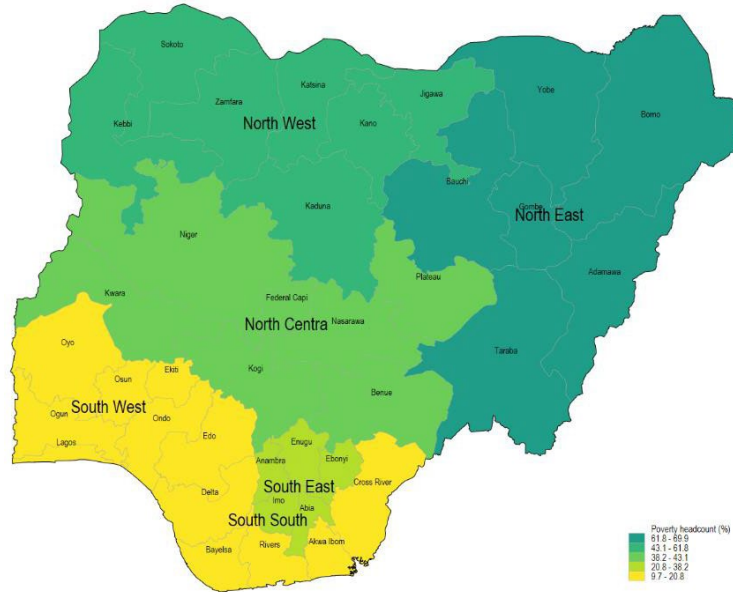 Sokoto
Katsina
Jigawa
Yobe
Borno
Zamfara
Kano
Kebbi
North West
Bauchi
Kaduna
Gombe
North East
Niger
Adamawa
Plateau
Kwara
Federal Capi
Nasarawa
North Centra
Oyo
Taraba
Kogi
Ekiti
Osun
Benue
South West
Ogun
Ondo
Edo
Enugu
Lagos
Anambra
Ebonyi
Cross River
South East
Delta
Imo
Abia
South South
Bayelsa
Rivers
Akwa Ibom
Poverty headcount (%)
61.8 - 69.9
43.1 - 61.8
38.2 - 43.1
20.8 - 38.2
9.7 - 20.8